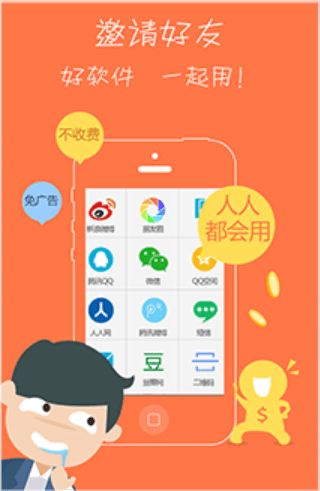 邀请好友
好软件 一起用!
不收费
免广告
人人
都会用
新浪微博
朋友圈
腾讯QQ
微信
QQ空间
人人网
腾讯微博
短信
豆
豆瓣网
二维码
$